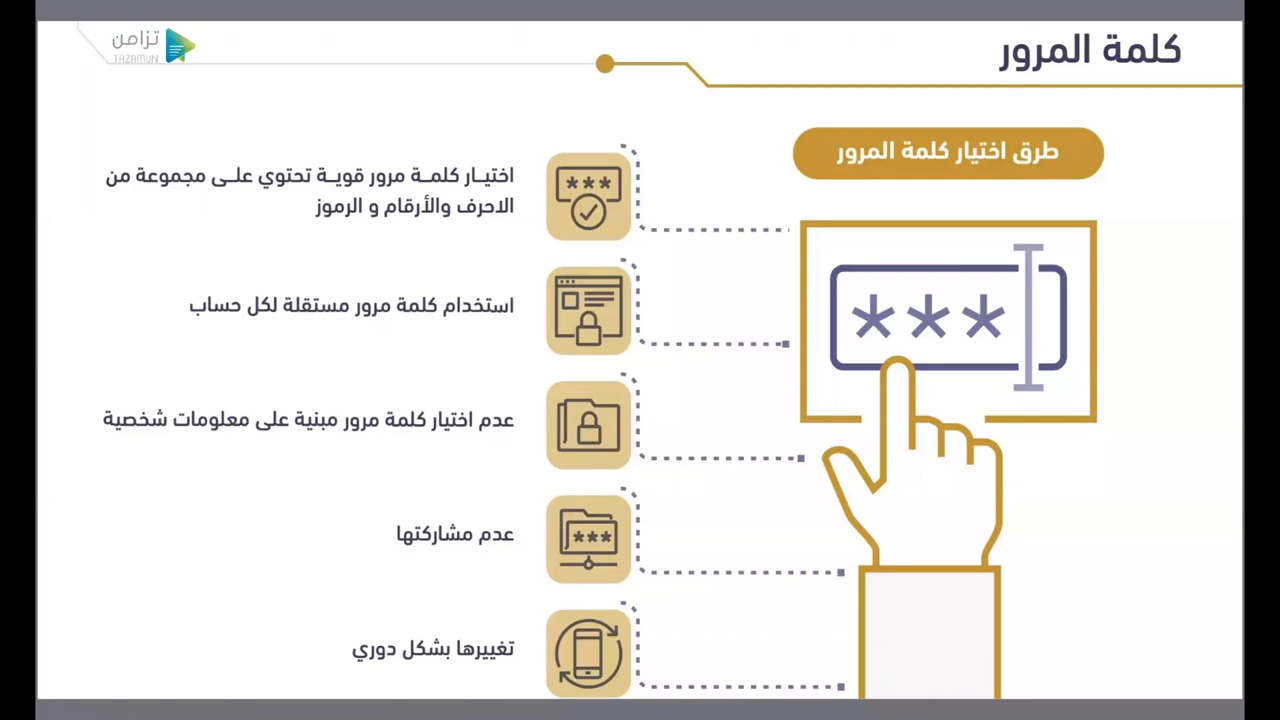 كلمة المرور
تزامن
TAZAMUN
طرق اختيار كلمة المرور
اختيـار كلمـة مرور قويـة تحتوي علـى مجموعة من
الاحرف والأرقام و الرموز
استخدام كلمة مرور مستقلة لكل حساب
عدم اختيار كلمة مرور مبنية على معلومات شخصية
عدم مشاركتها
تغييرها بشكل دوري